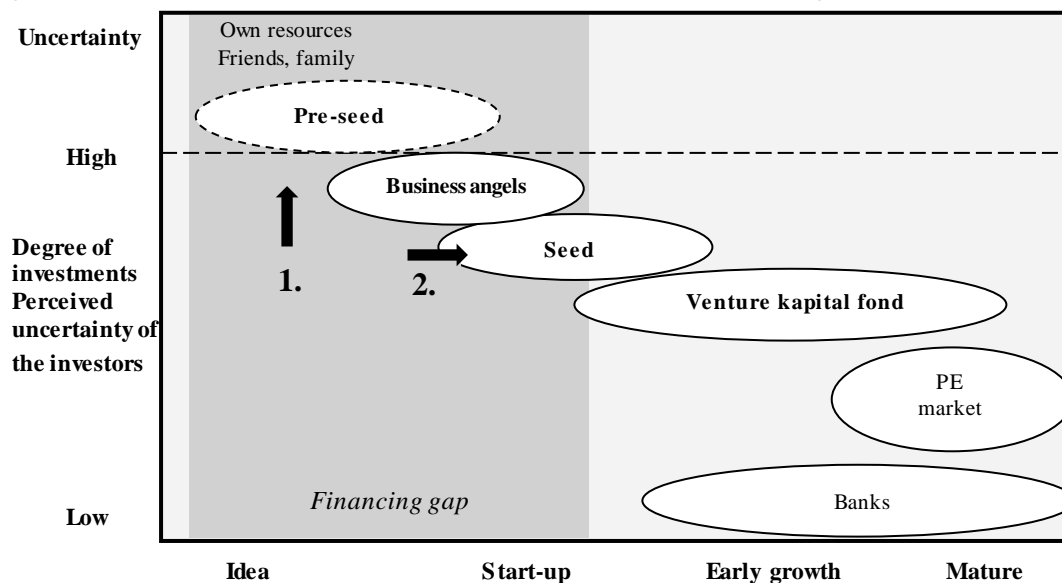 Uncertainty
Own resources
Friends, family
Pre-seed
High
Business angels
Degree of
investments
Perceived
uncertainty of
the investors
1.
2.
Seed
Venture kapital fond
PE
market
Financing gap
Banks
Low
Idea
Start-up
Early growth
Mature